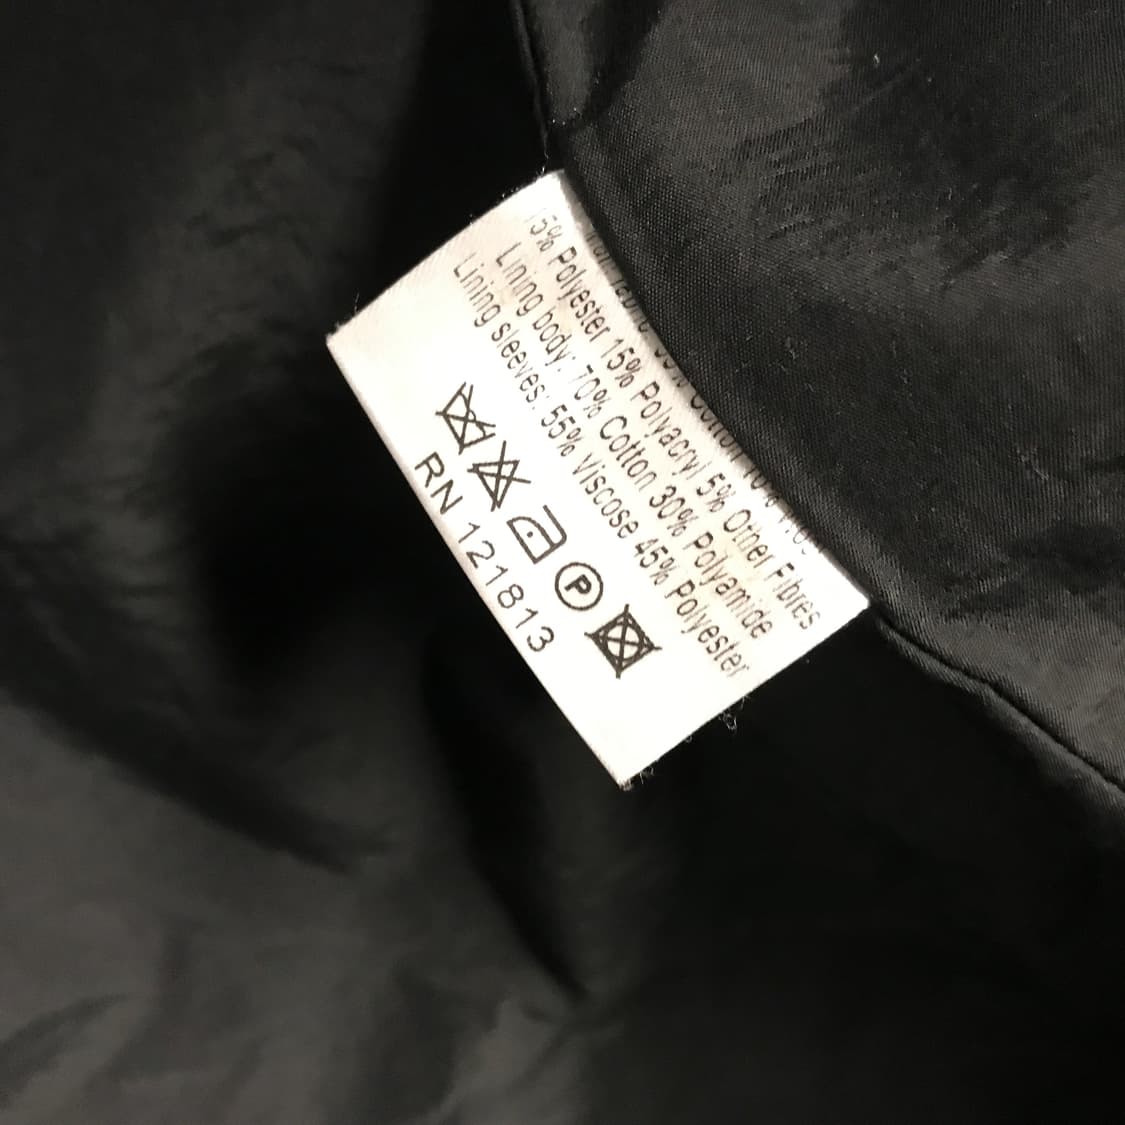 15% Polyester 15% Polyacryl 5% Other Fibres
Lining body: 70% Cotton 30% Polyamide
Lining sleeves: 55% Viscose 45% Polyester
P
RN 121813